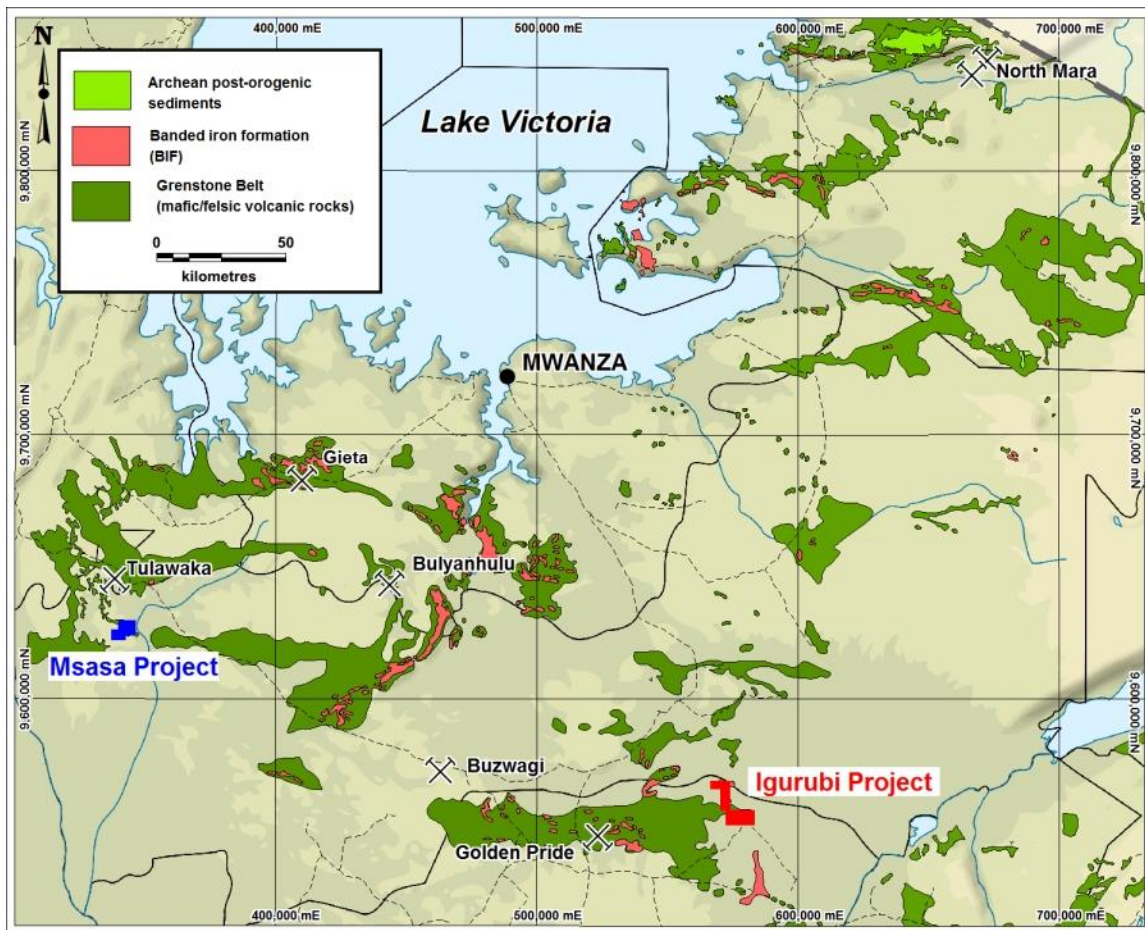 400,000 mE
500,000 mE
600,000 mE
700,000 mE
N
Archean post-orogenic
sediments
Banded iron formation
(BIF)
Grenstone Belt
(mafic/felsic volcanic rocks)
0
50
kilometres
Lake Victoria
North Mara
9,800,000 mN
9,800,000 mN
MWANZA
9,700,000 mN
9,700,000 mN
Gieta
Bulyanhulu
Tulawaka
Msasa Project
9,600,000 mN
9,600,000 mN
Buzwagi
Igurubi Project
Golden Pride
400,000 mE
500,000 mE
600,000 mE
700,000 mE